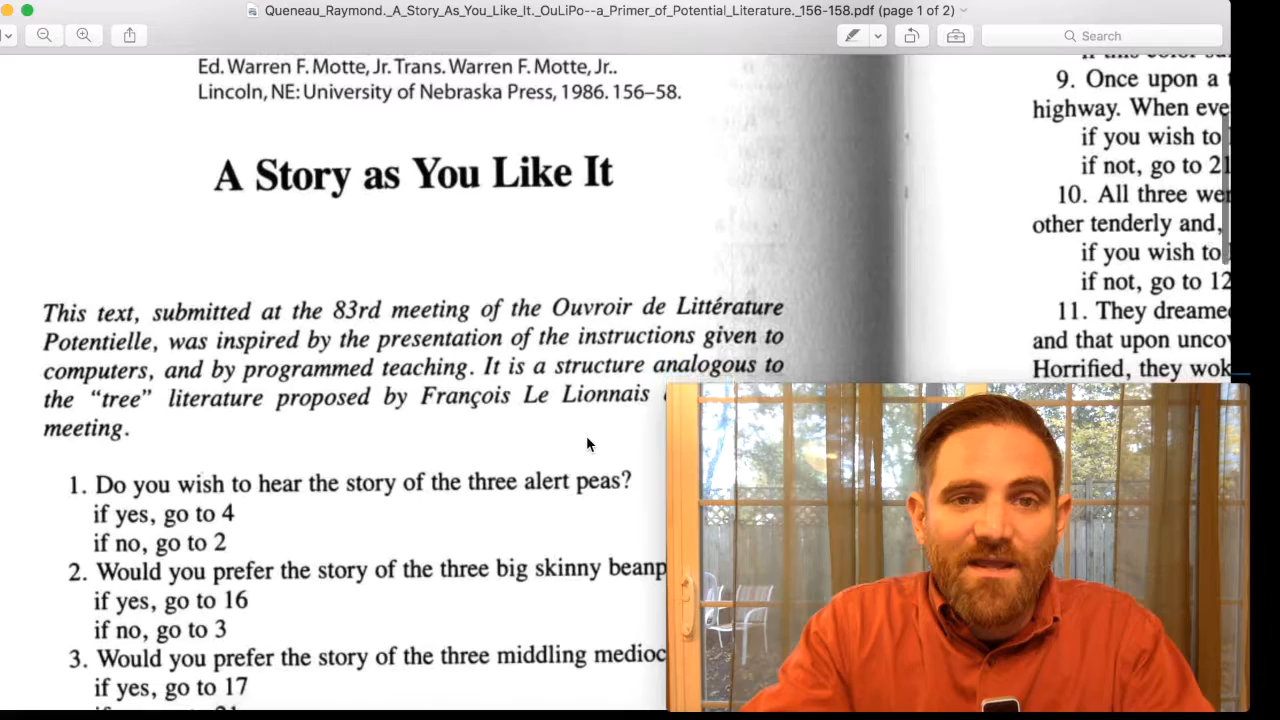 Queneau_Raymond._A_Story_As_You_Like_It._OuLiPo--a_Primer_of_Potential_Literature._156-158.pdf (page 1 of 2)
Search
Ed. Warren F. Motte, Jr. Trans. Warren F. Motte, Jr..
Lincoln, NE: University of Nebraska Press, 1986. 156–58.
A Story as You Like It
This text, submitted at the 83rd meeting of the Ouvroir de Littérature
Potentielle, was inspired by the presentation of the instructions given to
computers, and by programmed teaching. It is a structure analogous to
the “tree” literature proposed by François Le Lionnais
meeting.
1. Do you wish to hear the story of the three alert peas?
if yes, go to 4
if no, go to 2
2. Would you prefer the story of the three big skinny beanp
if yes, go to 16
if no, go to 3
3. Would you prefer the story of the three middling medioc
if yes, go to 17
9. Once upon a
highway. When eve
if you wish to
if not, go to 21
10. All three wer
other tenderly and,
if you wish to
if not, go to 12
11. They dreame
and that upon unco
Horrified, they wok